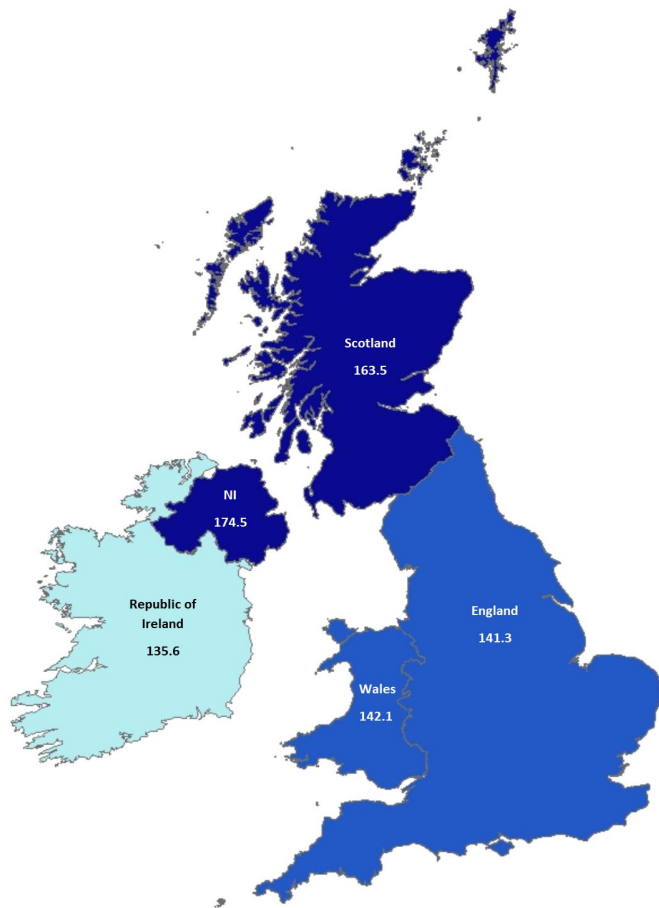 Scotland
163.5
NI
174.5
Republic of
Ireland
135.6
England
141.3
Wales
142.1